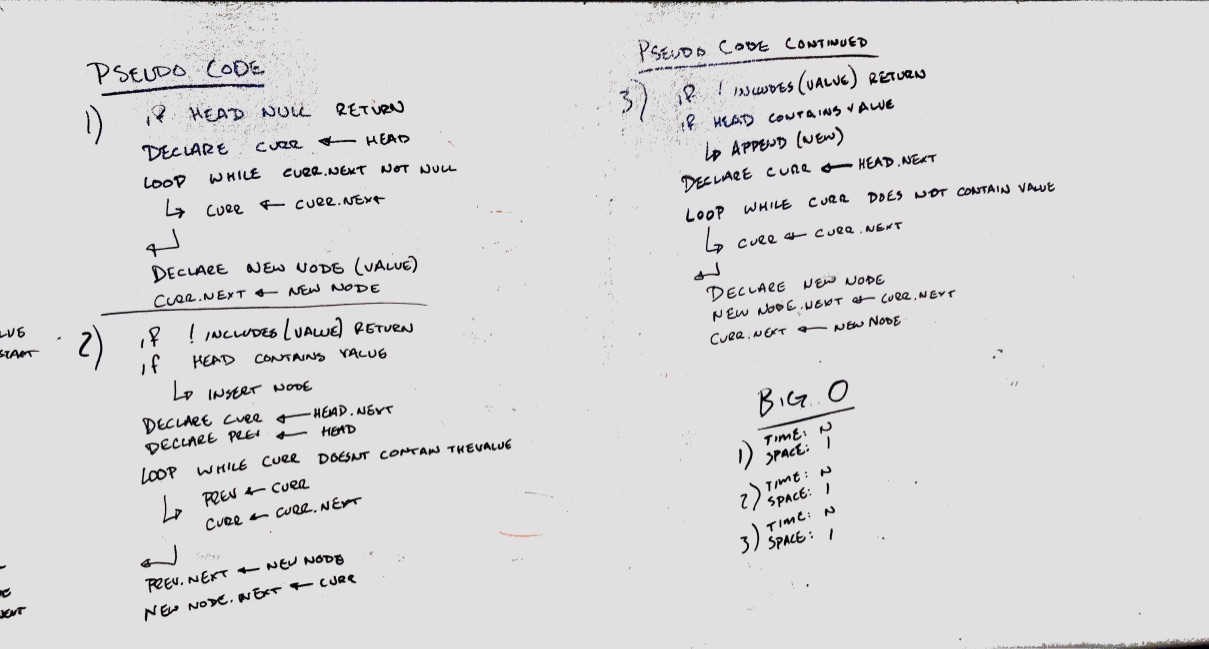 PSEUDO CODE
1) if HEAD NULL RETURN
DECLARE CURR ← HEAD
LOOP WHILE CURR.NEXT NOT NULL
↳ CURR ← CURR.NEXT
↵
DECLARE NEW NODE (VALUE)
CURR.NEXT ← NEW NODE
2) if ! INCLUDES (VALUE) RETURN
if HEAD CONTAINS VALUE
↳ INSERT NODE
DECLARE CURR ← HEAD.NEXT
DECLARE PREV ← HEAD
LOOP WHILE CURR DOESNT CONTAIN THE VALUE
↳ PREV ← CURR
CURR ← CURR.NEXT
↵
PREV.NEXT ← NEW NODE
NEW NODE.NEXT ← CURR
START
PSEUDO CODE CONTINUED
3) if ! INCLUDES (VALUE) RETURN
if HEAD CONTAINS VALUE
↳ APPEND (NEW)
DECLARE CURR ← HEAD.NEXT
LOOP WHILE CURR DOES NOT CONTAIN VALUE
↳ CURR ← CURR.NEXT
↵
DECLARE NEW NODE
NEW NODE.NEXT ← CURR.NEXT
CURR.NEXT ← NEW NODE
BIG O
1) TIME: N
SPACE: 1
2) TIME: N
SPACE: 1
3) TIME: N
SPACE: 1